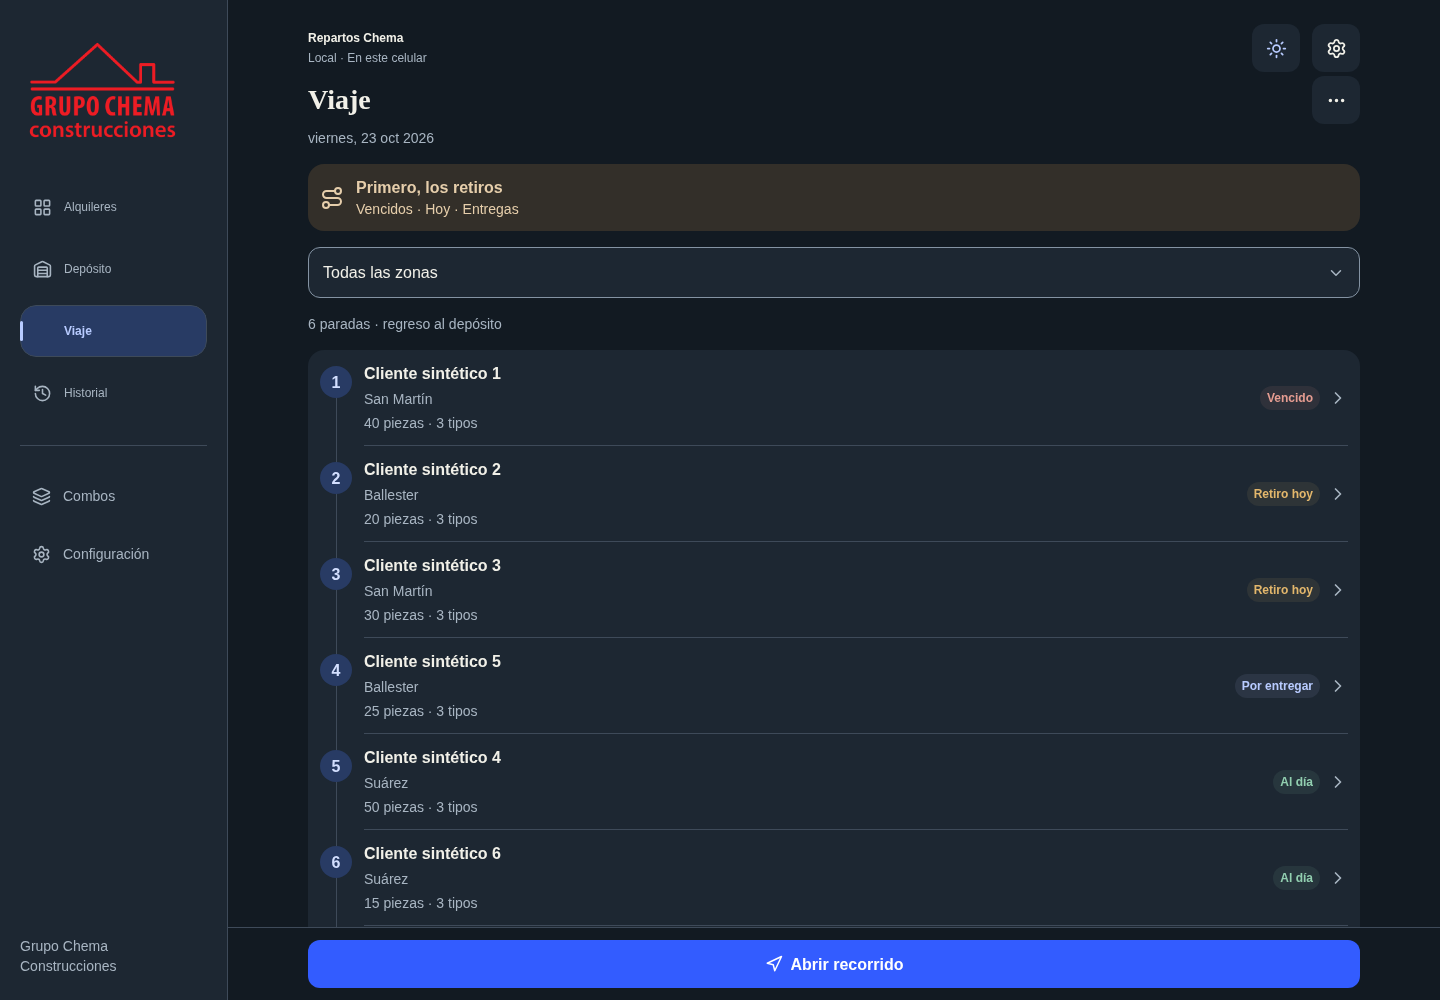 GRUPO CHEMA
construcciones
Alquileres
Depósito
Viaje
Historial
Combos
Configuración
Grupo Chema
Construcciones
Repartos Chema
Local · En este celular
Viaje
viernes, 23 oct 2026
Primero, los retiros
Vencidos · Hoy · Entregas
Todas las zonas
6 paradas · regreso al depósito
1
Cliente sintético 1
San Martín
40 piezas · 3 tipos
Vencido
2
Cliente sintético 2
Ballester
20 piezas · 3 tipos
Retiro hoy
3
Cliente sintético 3
San Martín
30 piezas · 3 tipos
Retiro hoy
4
Cliente sintético 5
Ballester
25 piezas · 3 tipos
Por entregar
5
Cliente sintético 4
Suárez
50 piezas · 3 tipos
Al día
6
Cliente sintético 6
Suárez
15 piezas · 3 tipos
Al día
Abrir recorrido